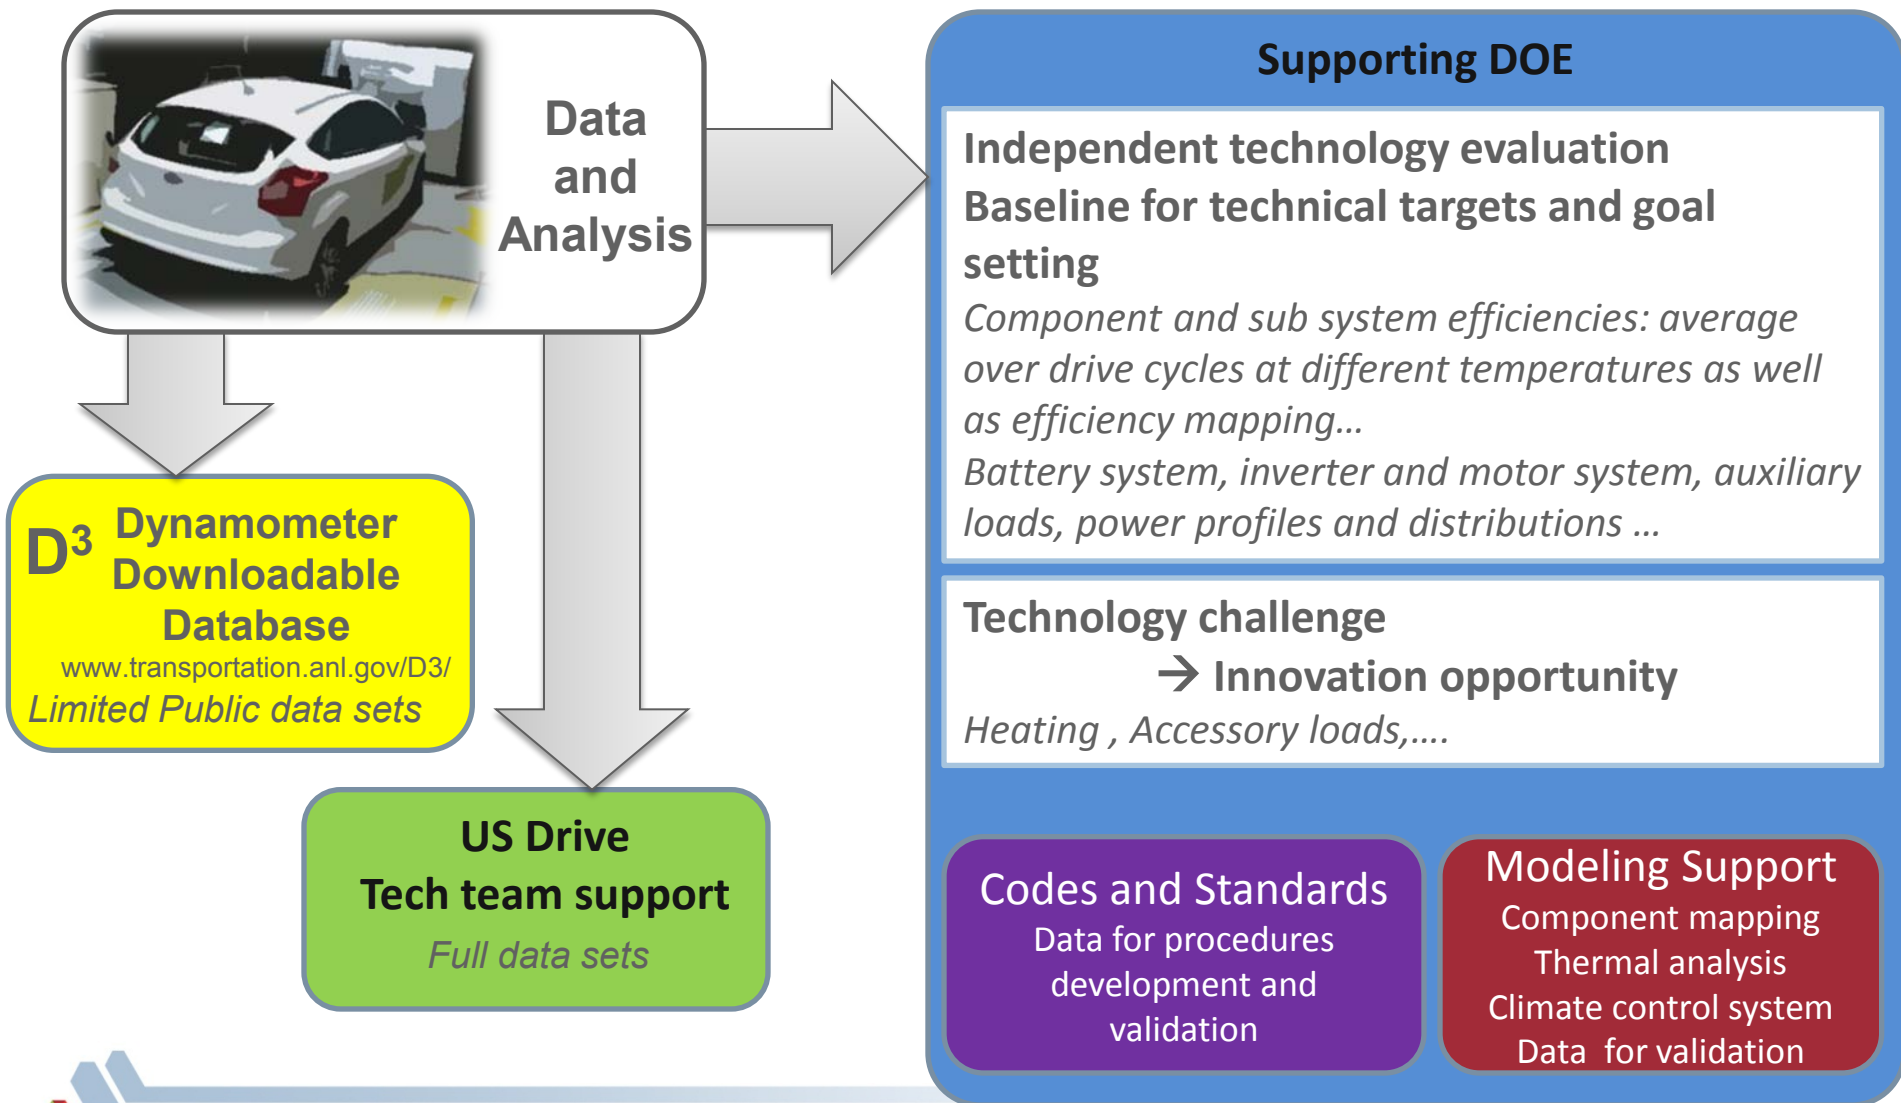 Data
and
Analysis
D³ Dynamometer
Downloadable
Database
www.transportation.anl.gov/D3/
Limited Public data sets
US Drive
Tech team support
Full data sets
Supporting DOE
Independent technology evaluation
Baseline for technical targets and goal
setting
Component and sub system efficiencies: average
over drive cycles at different temperatures as well
as efficiency mapping…
Battery system, inverter and motor system, auxiliary
loads, power profiles and distributions …
Technology challenge
→ Innovation opportunity
Heating , Accessory loads,….
Codes and Standards
Data for procedures
development and
validation
Modeling Support
Component mapping
Thermal analysis
Climate control system
Data  for validation